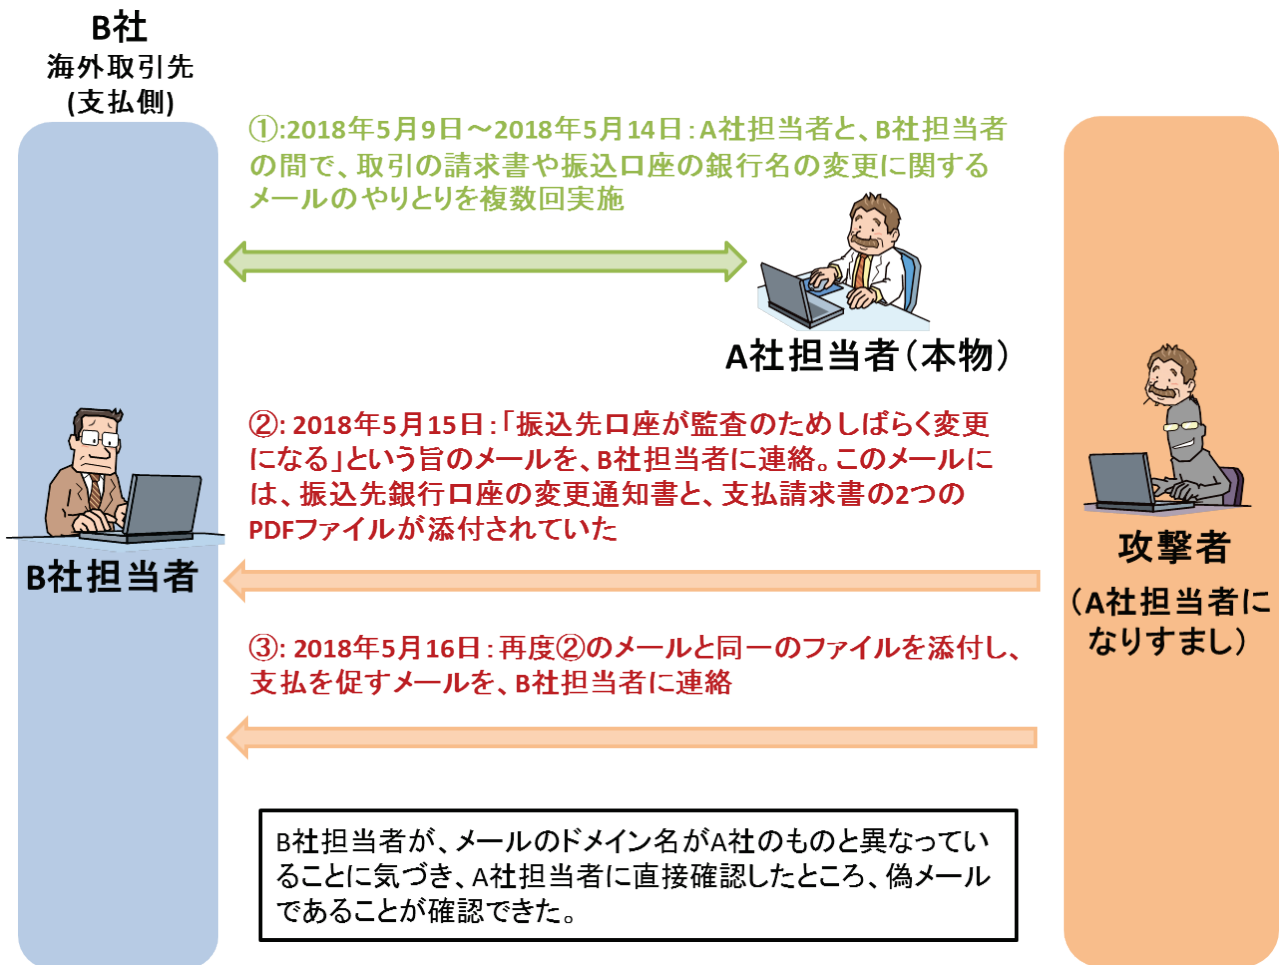 B社
海外取引先
(支払側)
①:2018年5月9日～2018年5月14日:A社担当者と、B社担当者
の間で、取引の請求書や振込口座の銀行名の変更に関する
メールのやりとりを複数回実施
A社担当者（本物）
②: 2018年5月15日:「振込先口座が監査のためしばらく変更
になる」という旨のメールを、B社担当者に連絡。このメールに
は、振込先銀行口座の変更通知書と、支払請求書の2つの
PDFファイルが添付されていた
B社担当者
攻撃者
（A社担当者に
なりすまし）
③: 2018年5月16日:再度②のメールと同一のファイルを添付し、
支払を促すメールを、B社担当者に連絡
B社担当者が、メールのドメイン名がA社のものと異なってい
ることに気づき、A社担当者に直接確認したところ、偽メール
であることが確認できた。